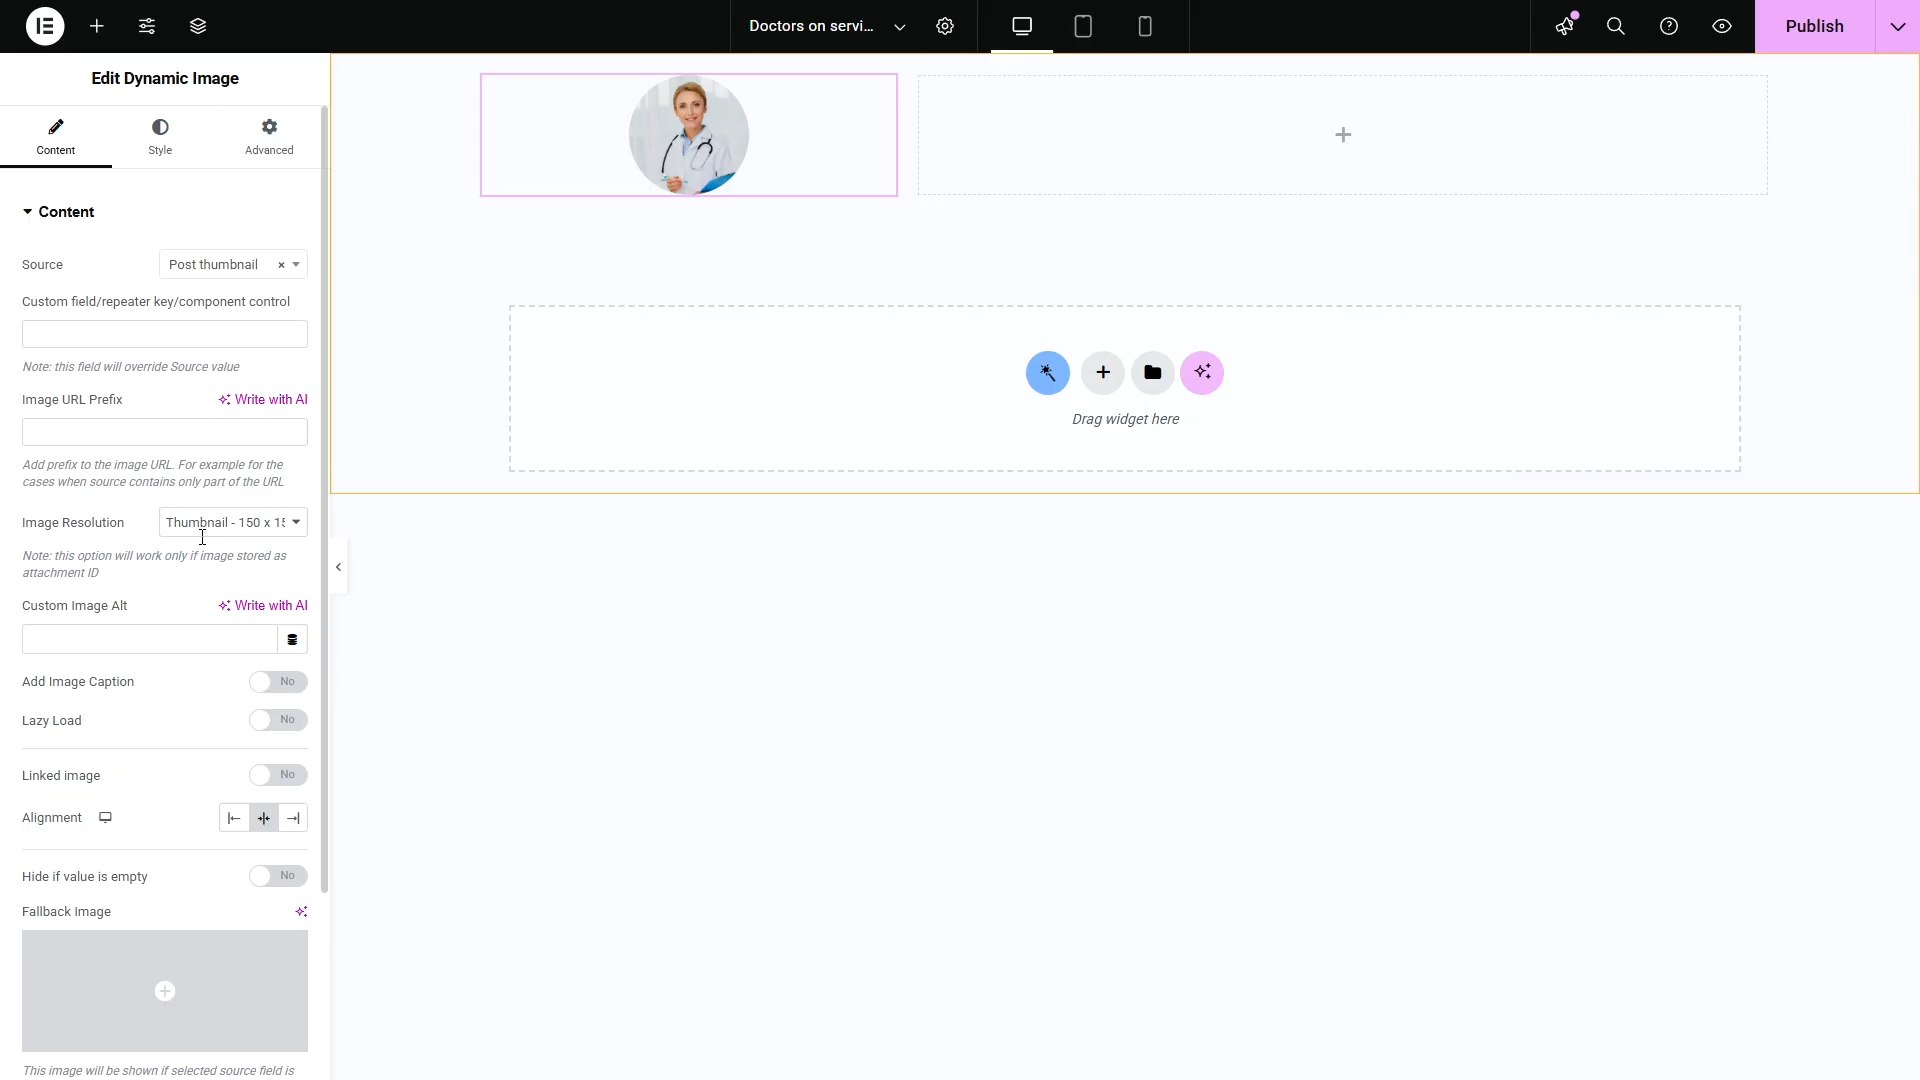 Doctors on servi...
Publish
Edit Dynamic Image
Content
Style
Advanced
Content
Source
Post thumbnail
Custom field/repeater key/component control
Note: this field will override Source value
Image URL Prefix
Write with AI
Add prefix to the image URL. For example for the
cases when source contains only part of the URL
Image Resolution
Thumbnail - 150 x 15
Note: this option will work only if image stored as
attachment ID
Custom Image Alt
Write with AI
Add Image Caption
No
Lazy Load
No
Linked image
No
Alignment
Hide if value is empty
No
Fallback Image
This image will be shown if selected source field is
Drag widget here